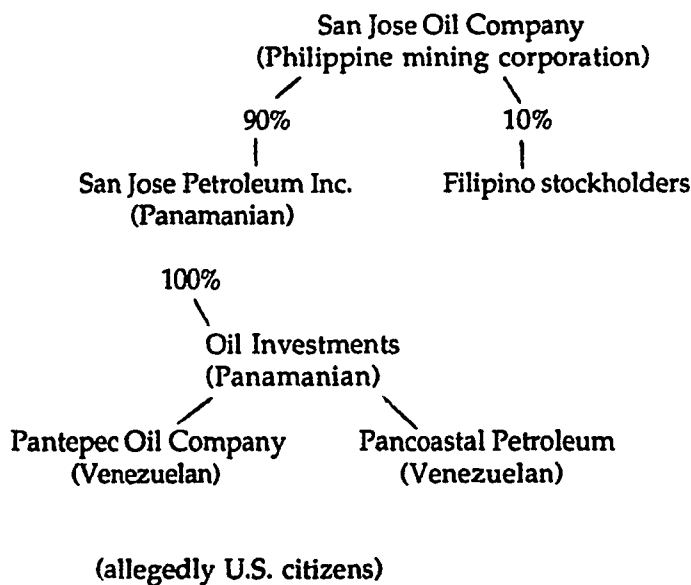 San Jose Oil Company
(Philippine mining corporation)
90% 10%
San Jose Petroleum Inc. Filipino stockholders
(Panamanian)
100%
Oil Investments
(Panamanian)
Pantepec Oil Company Pancoastal Petroleum
(Venezuelan) (Venezuelan)
(allegedly U.S. citizens)